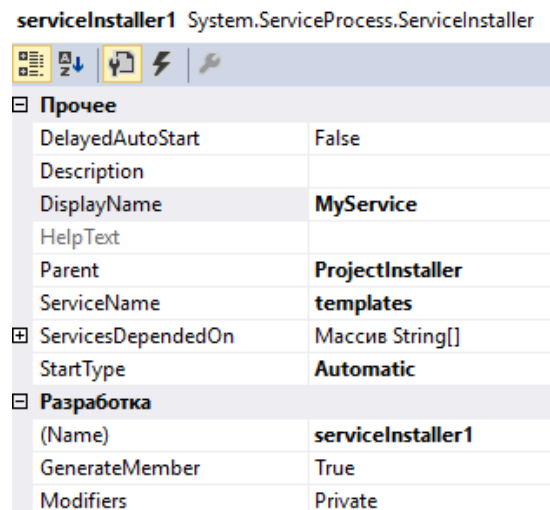 serviceInstaller1 System.ServiceProcess.ServiceInstaller
Прочее
DelayedAutoStart False
Description
DisplayName MyService
HelpText
Parent ProjectInstaller
ServiceName templates
ServicesDependedOn Массив String[]
StartType Automatic
Разработка
(Name) serviceInstaller1
GenerateMember True
Modifiers Private